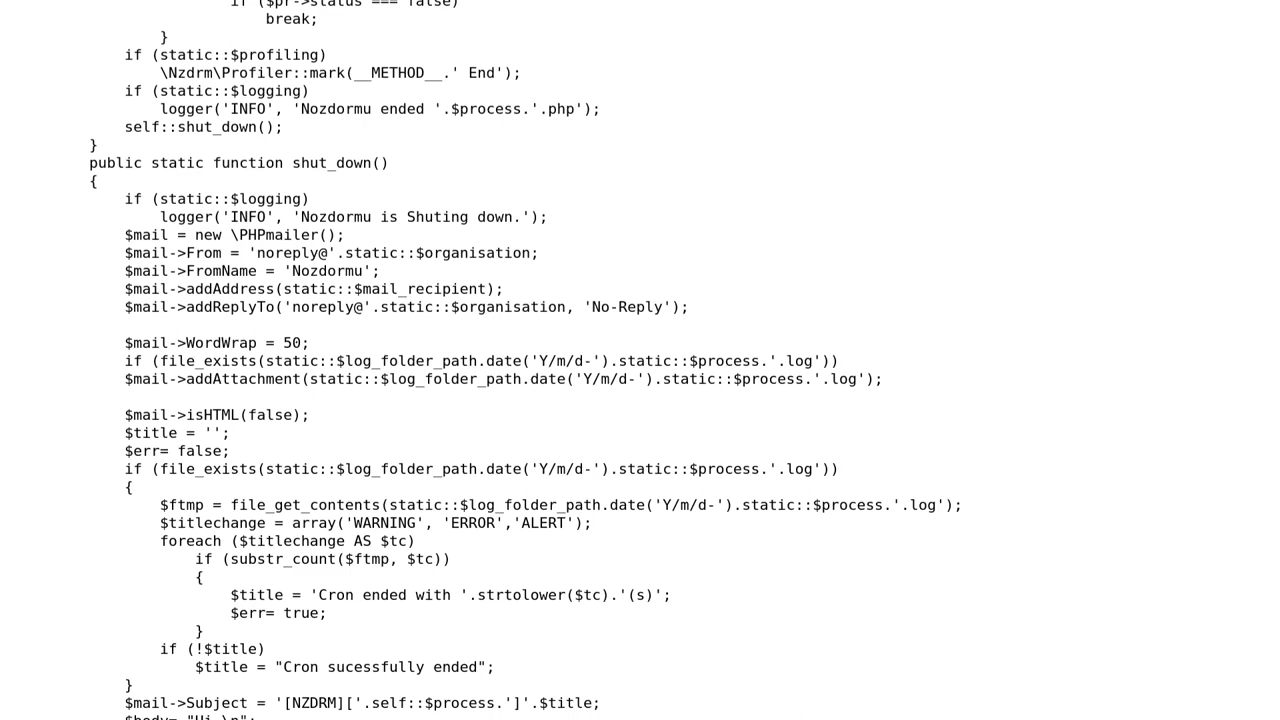 if ($pr->status === false)
break;
}
if (static::$profiling)
\Nzdrm\Profiler::mark(__METHOD__.' End');
if (static::$logging)
logger('INFO', 'Nozdormu ended '.$process.'.php');
self::shut_down();
}
public static function shut_down()
{
if (static::$logging)
logger('INFO', 'Nozdormu is Shuting down.');
$mail = new \PHPmailer();
$mail->From = 'noreply@'.static::$organisation;
$mail->FromName = 'Nozdormu';
$mail->addAddress(static::$mail_recipient);
$mail->addReplyTo('noreply@'.static::$organisation, 'No-Reply');
$mail->WordWrap = 50;
if (file_exists(static::$log_folder_path.date('Y/m/d-').static::$process.'.log'))
$mail->addAttachment(static::$log_folder_path.date('Y/m/d-').static::$process.'.log');
$mail->isHTML(false);
$title = '';
$err= false;
if (file_exists(static::$log_folder_path.date('Y/m/d-').static::$process.'.log'))
{
$ftmp = file_get_contents(static::$log_folder_path.date('Y/m/d-').static::$process.'.log');
$titlechange = array('WARNING', 'ERROR','ALERT');
foreach ($titlechange AS $tc)
if (substr_count($ftmp, $tc))
{
$title = 'Cron ended with '.strtolower($tc).'(s)';
$err= true;
}
if (!$title)
$title = "Cron sucessfully ended";
}
$mail->Subject = '[NZDRM]['.self::$process.']'.$title;
$body= "Hi,\n";